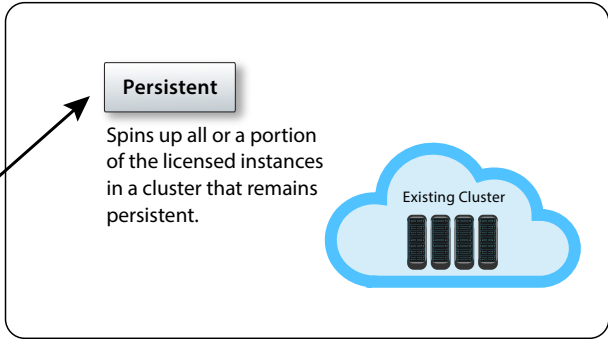 Persistent
Spins up all or a portion
of the licensed instances
in a cluster that remains
persistent.
Existing Cluster